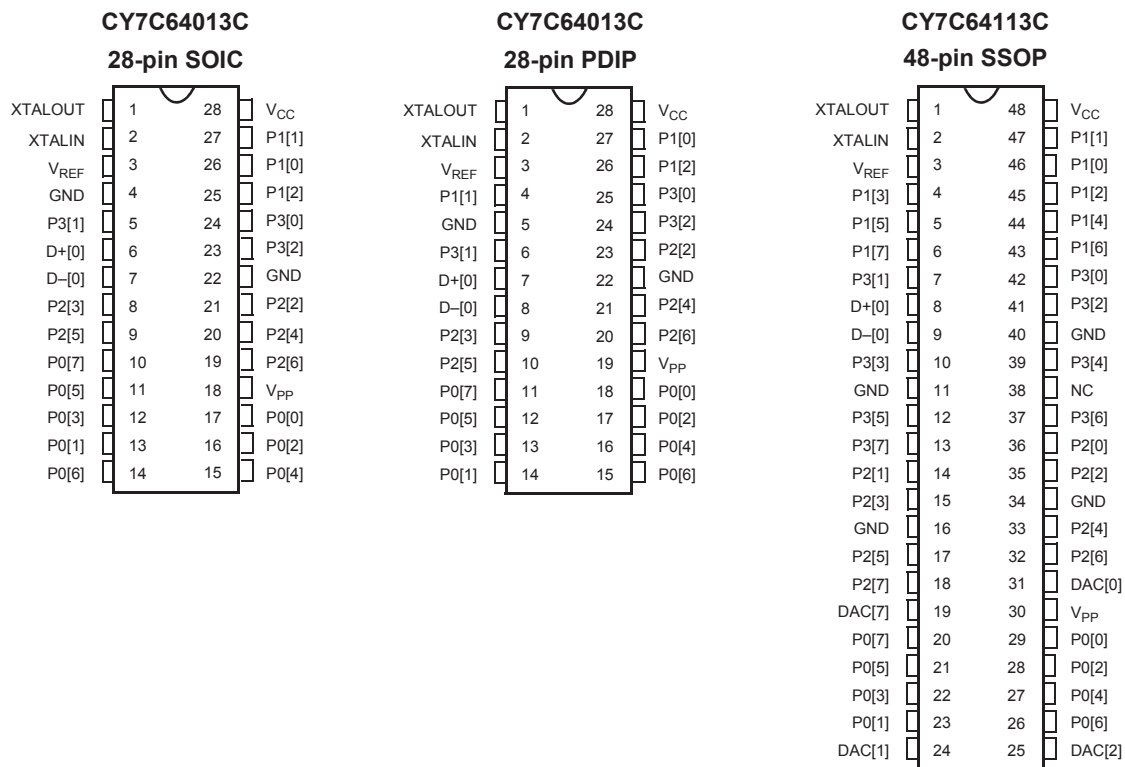 CY7C64013C
28-pin SOIC
XTALOUT 1 28 VCC
XTALIN 2 27 P1[1]
VREF 3 26 P1[0]
GND 4 25 P1[2]
P3[1] 5 24 P3[0]
D+[0] 6 23 P3[2]
D–[0] 7 22 GND
P2[3] 8 21 P2[2]
P2[5] 9 20 P2[4]
P0[7] 10 19 P2[6]
P0[5] 11 18 VPP
P0[3] 12 17 P0[0]
P0[1] 13 16 P0[2]
P0[6] 14 15 P0[4]
CY7C64013C
28-pin PDIP
XTALOUT 1 28 VCC
XTALIN 2 27 P1[0]
VREF 3 26 P1[2]
P1[1] 4 25 P3[0]
GND 5 24 P3[2]
P3[1] 6 23 P2[2]
D+[0] 7 22 GND
D–[0] 8 21 P2[4]
P2[3] 9 20 P2[6]
P2[5] 10 19 VPP
P0[7] 11 18 P0[0]
P0[5] 12 17 P0[2]
P0[3] 13 16 P0[4]
P0[1] 14 15 P0[6]
CY7C64113C
48-pin SSOP
XTALOUT 1 48 VCC
XTALIN 2 47 P1[1]
VREF 3 46 P1[0]
P1[3] 4 45 P1[2]
P1[5] 5 44 P1[4]
P1[7] 6 43 P1[6]
P3[1] 7 42 P3[0]
D+[0] 8 41 P3[2]
D–[0] 9 40 GND
P3[3] 10 39 P3[4]
GND 11 38 NC
P3[5] 12 37 P3[6]
P3[7] 13 36 P2[0]
P2[1] 14 35 P2[2]
P2[3] 15 34 GND
GND 16 33 P2[4]
P2[5] 17 32 P2[6]
P2[7] 18 31 DAC[0]
DAC[7] 19 30 VPP
P0[7] 20 29 P0[0]
P0[5] 21 28 P0[2]
P0[3] 22 27 P0[4]
P0[1] 23 26 P0[6]
DAC[1] 24 25 DAC[2]